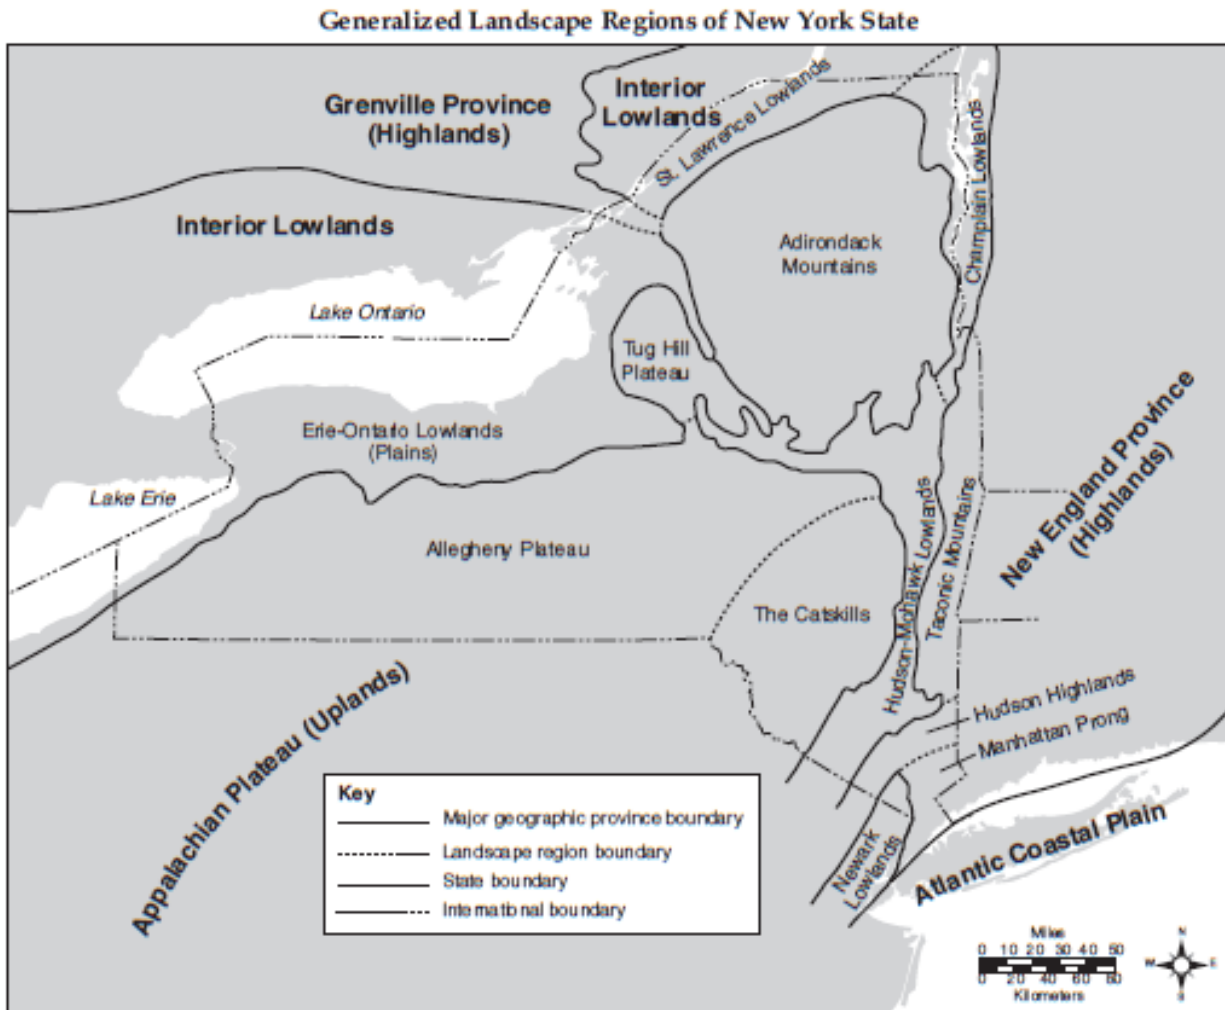 Generalized Landscape Regions of New York State
Grenville Province
(Highlands)
Interior
Lowlands
St. Lawrence Lowlands
Champlain Lowlands
Interior Lowlands
Adirondack
Mountains
Lake Ontario
Tug Hill
Plateau
Erie-Ontario Lowlands
(Plains)
Lake Erie
Allegheny Plateau
The Catskills
Hudson-Mohawk Lowlands
Taconic Mountains
New England Province
(Highlands)
Hudson Highlands
Manhattan Prong
Appalachian Plateau (Uplands)
Newark
Lowlands
Atlantic Coastal Plain
Key
Major geographic province boundary
Landscape region boundary
State boundary
International boundary
Miles
0 10 20 30 40 50
0 20 40 60 80
Kilometers
N
W E
S